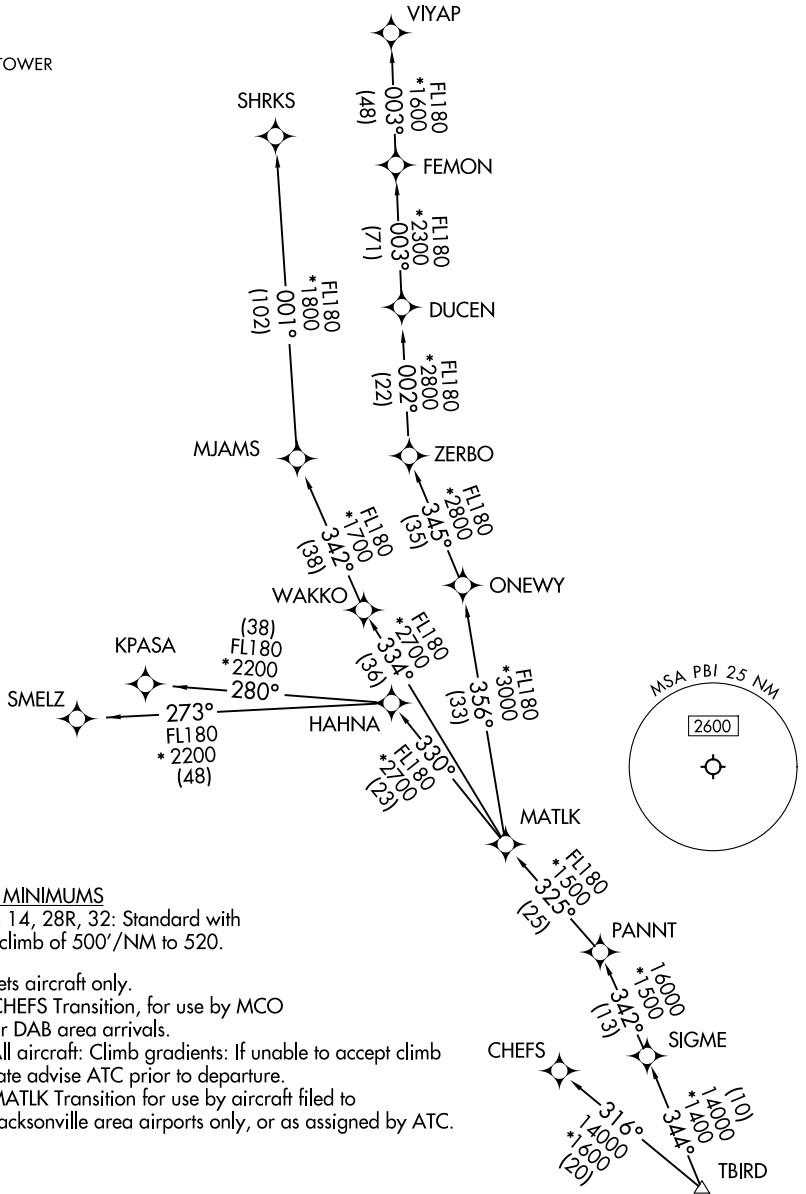 VIYAP
TOWER
FL180
*1600
003°
(48)
SHRKS
FEMON
FL180
*2300
003°
(71)
FL180
*1800
001°
(102)
DUCEN
FL180
*2800
002°
(22)
MJAMS
ZERBO
FL180
*2800
345°
(35)
FL180
*1700
342°
(38)
WAKKO
ONEWY
(38)
FL180
*2200
280°
KPASA
FL180
*2700
334°
(36)
FL180
*3000
356°
(33)
MSA PBI 25 NM
2600
SMELZ
273°
FL180
*2200
(48)
HAHNA
330°
FL180
*2700
(23)
MATLK
FL180
*1500
325°
(25)
MINIMUMS
14, 28R, 32: Standard with
climb of 500'/NM to 520.
PANNT
16000
*1500
342°
(13)
ets aircraft only.
CHEFS Transition, for use by MCO
r DAB area arrivals.
All aircraft: Climb gradients: If unable to accept climb
ate advise ATC prior to departure.
MATLK Transition for use by aircraft filed to
acksonville area airports only, or as assigned by ATC.
SIGME
CHEFS
316°
14000
*1600
(20)
(10)
14000
*1400
344°
TBIRD